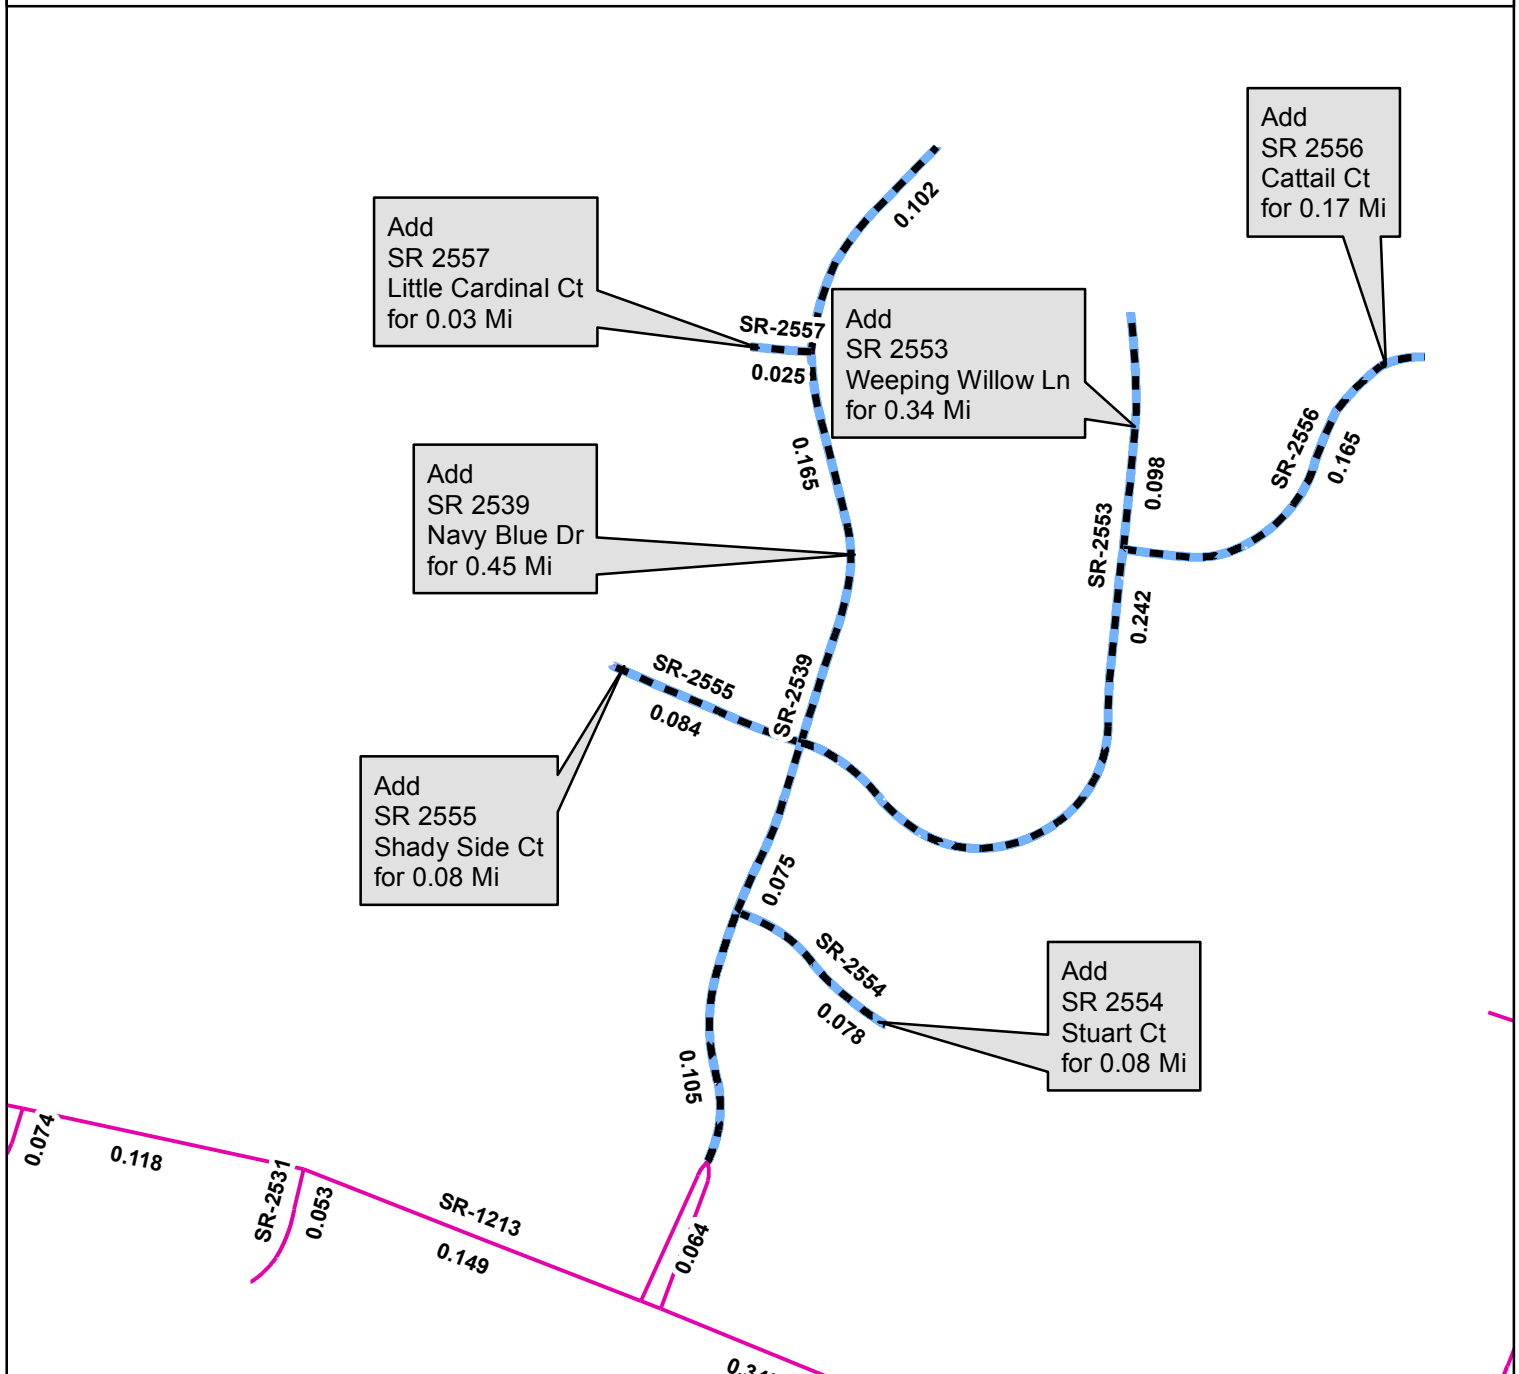 0.102
Add
SR 2556
Cattail Ct
for 0.17 Mi
Add
SR 2557
Little Cardinal Ct
for 0.03 Mi
SR-2557
0.025
Add
SR 2553
Weeping Willow Ln
for 0.34 Mi
SR-2556
0.165
0.165
0.098
Add
SR 2539
Navy Blue Dr
for 0.45 Mi
SR-2553
0.242
SR-2555
0.084
SR-2539
Add
SR 2555
Shady Side Ct
for 0.08 Mi
0.075
SR-2554
0.078
Add
SR 2554
Stuart Ct
for 0.08 Mi
0.105
0.074
0.118
SR-2531
0.053
SR-1213
0.149
0.064